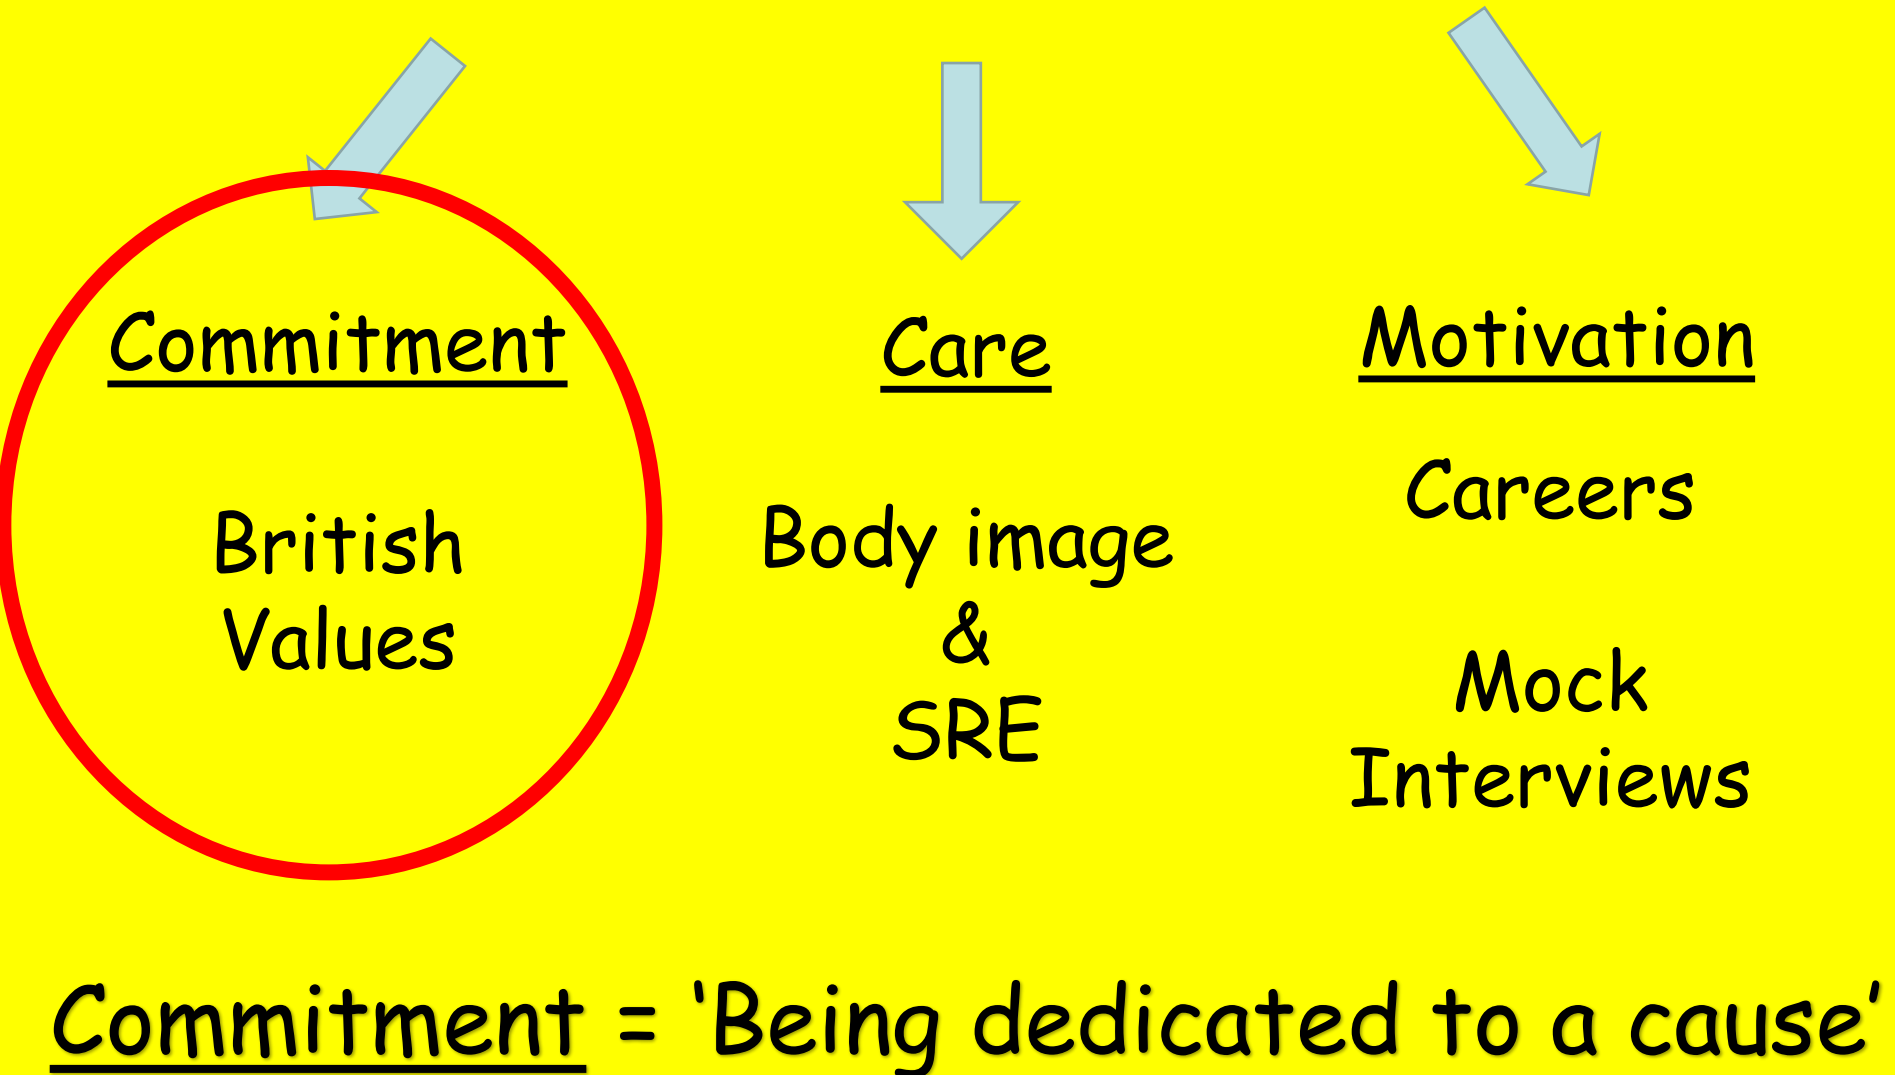 Commitment
British
Values
Care
Body image
&
SRE
Motivation
Careers
Mock
Interviews
Commitment = ‘Being dedicated to a cause’